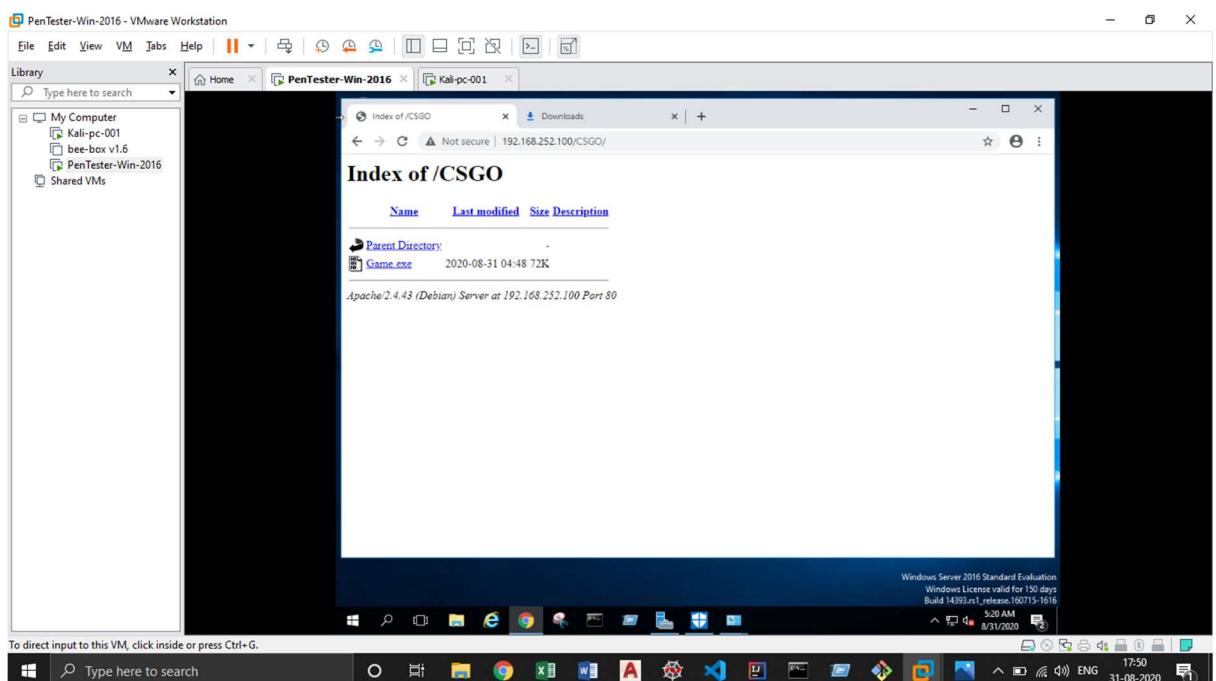 PenTester-Win-2016 - VMware Workstation
File Edit View VM Tabs Help
Library
Type here to search
My Computer
Kali-pc-001
bee-box v1.6
PenTester-Win-2016
Shared VMs
Home PenTester-Win-2016 Kali-pc-001
Index of /CSGO Downloads
Not secure 192.168.252.100/CSGO/
Index of /CSGO
Name Last modified Size Description
Parent Directory -
Game.exe 2020-08-31 04:48 72K
Apache/2.4.43 (Debian) Server at 192.168.252.100 Port 80
Windows Server 2016 Standard Evaluation
Windows License valid for 150 days
Build 14393.rs1_release.160715-1616
5:20 AM
8/31/2020
To direct input to this VM, click inside or press Ctrl+G.
Type here to search
ENG
17:50
31-08-2020